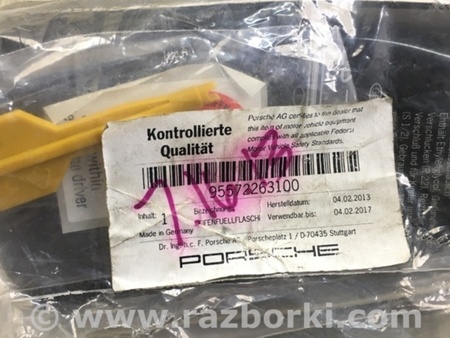 Kontrollierte
Qualität
Porsche AG certifies to the dealer that
this item of motor vehicle equipment
complies with all applicable Federal
Motor Vehicle Safety Standards.
95572263100
Inhalt: 1
Made in Germany
Herstelldatum: 04.02.2013
IFENFUELLFLASCH Verwendbar bis: 04.02.2017
Dr. Ing. h.c. F. Porsche A Porscheplatz 1 / D-70435 Stuttgart
PORSCHE
driver
© www.razborki.com